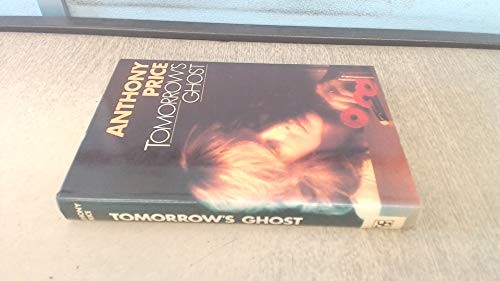 ANTHONY
PRICE
TOMORROW'S
GHOST
ANTHONY
PRICE
TOMORROW'S GHOST